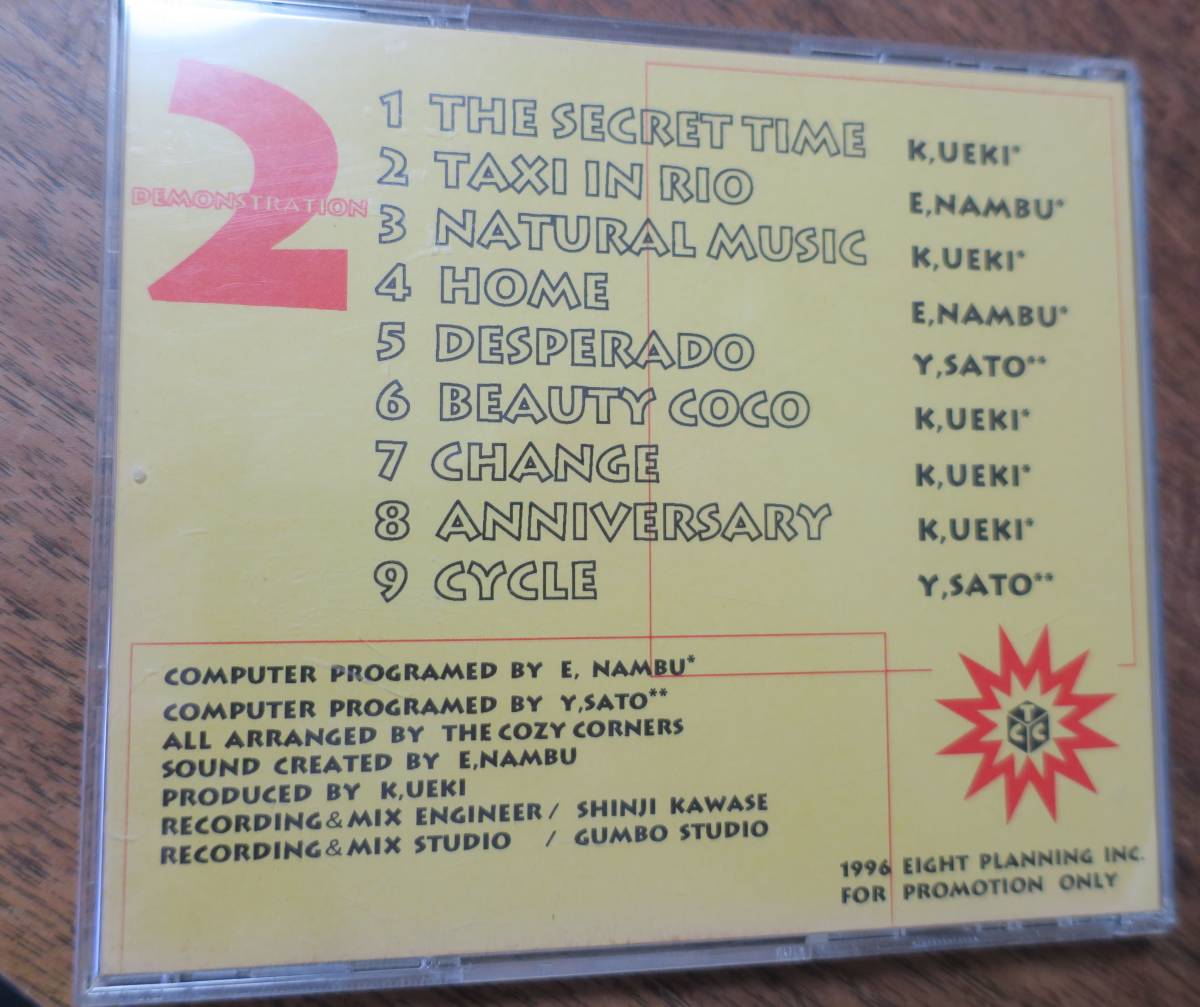 2
DEMONSTRATION
1 THE SECRET TIME K,UEKI*
2 TAXI IN RIO E,NAMBU*
3 NATURAL MUSIC K,UEKI*
4 HOME E,NAMBU*
5 DESPERADO Y,SATO**
6 BEAUTY COCO K,UEKI*
7 CHANGE K,UEKI*
8 ANNIVERSARY K,UEKI*
9 CYCLE Y,SATO**
COMPUTER PROGRAMED BY E, NAMBU*
COMPUTER PROGRAMED BY Y,SATO**
ALL ARRANGED BY THE COZY CORNERS
SOUND CREATED BY E,NAMBU
PRODUCED BY K,UEKI
RECORDING&MIX ENGINEER/ SHINJI KAWASE
RECORDING&MIX STUDIO / GUMBO STUDIO
T
C C
1996 EIGHT PLANNING INC.
FOR PROMOTION ONLY